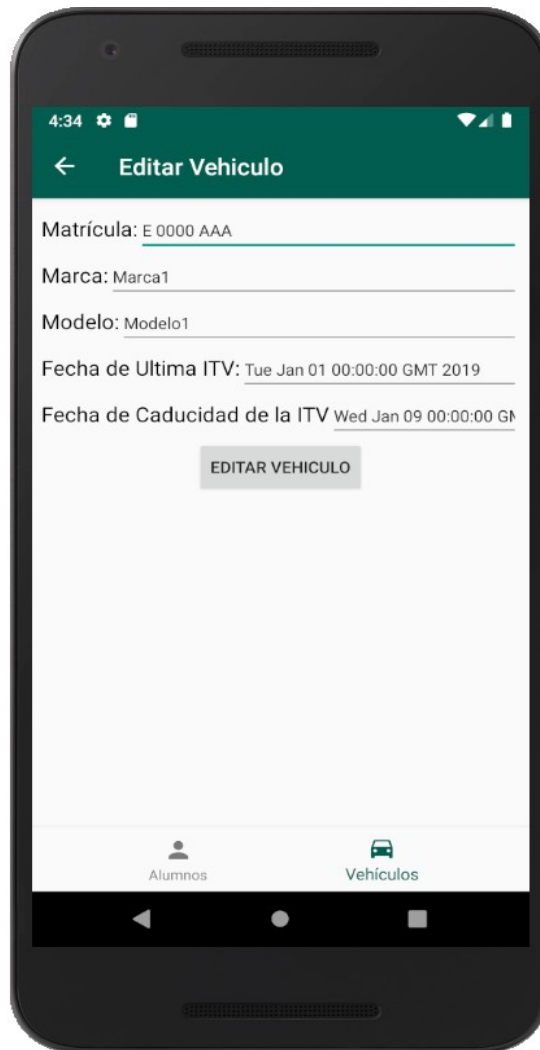 4:34
Editar Vehiculo
Matrícula: E 0000 AAA
Marca: Marca1
Modelo: Modelo1
Fecha de Ultima ITV: Tue Jan 01 00:00:00 GMT 2019
Fecha de Caducidad de la ITV Wed Jan 09 00:00:00
EDITAR VEHICULO
Alumnos Vehículos